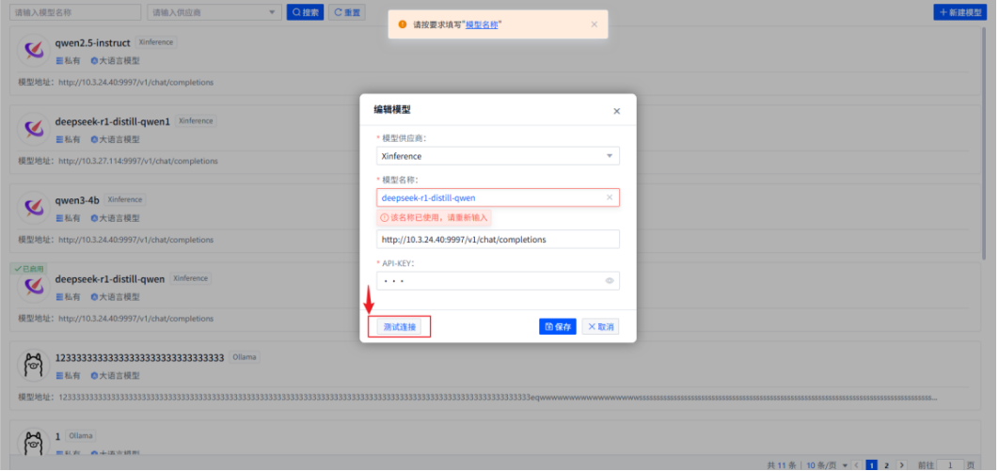 请输入模型名称 请输入供应商 搜索 重置 新建模型
请按要求填写"模型名称"
qwen2.5-instruct Xinference
私有 大语言模型
模型地址：http://10.3.24.40:9997/v1/chat/completions
deepseek-r1-distill-qwen1 Xinference
私有 大语言模型
模型地址：http://10.3.27.114:9997/v1/chat/completions
qwen3-4b Xinference
私有 大语言模型
模型地址：http://10.3.24.40:9997/v1/chat/completions
已启用
deepseek-r1-distill-qwen Xinference
私有 大语言模型
模型地址：http://10.3.24.40:9997/v1/chat/completions
Ollama
私有 大语言模型
模型地址：
1 Ollama
私有 大语言模型
共 11 条 10 条/页 1 2 前往 1 页
编辑模型
* 模型供应商：
Xinference
* 模型名称：
deepseek-r1-distill-qwen
该名称已使用，请重新输入
http://10.3.24.40:9997/v1/chat/completions
* API-KEY：
测试连接 保存 取消